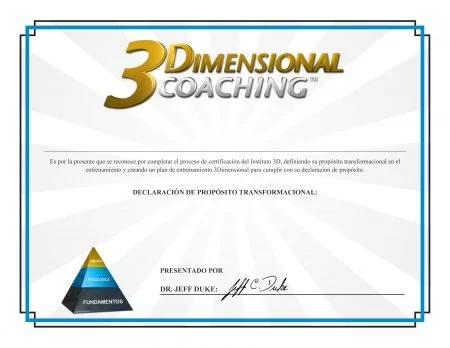 3DIMENSIONAL
COACHING™
Es por la presente que se reconoce por completar el proceso de certificación del Instituto 3D, definiendo su propósito transformacional en el
entrenamiento y creando un plan de entrenamiento 3Dimensional para cumplir con su declaración de propósito.
DECLARACIÓN DE PROPÓSITO TRANSFORMACIONAL:
PSICOLÓGICA
FUNDAMENTOS
PRESENTADO POR
DR. JEFF DUKE: Jeff C. Duke